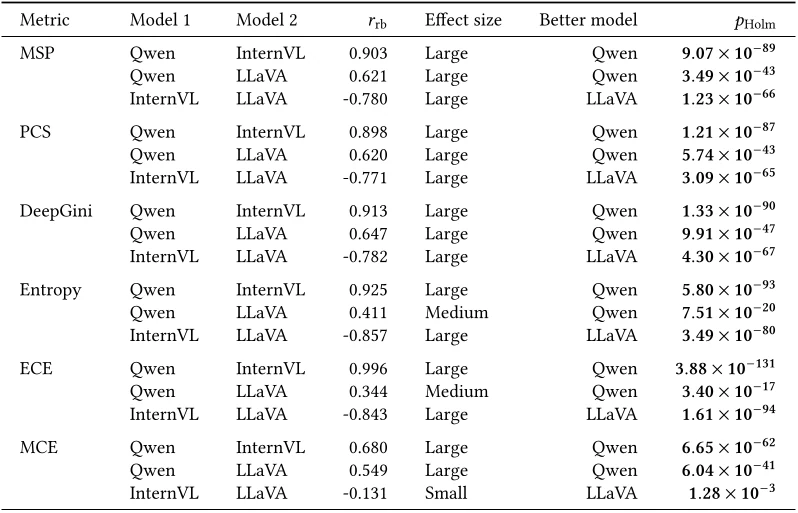 Metric Model 1 Model 2 r_rb Effect size Better model p_Holm
MSP Qwen InternVL 0.903 Large Qwen 9.07 × 10⁻⁸⁹
Qwen LLaVA 0.621 Large Qwen 3.49 × 10⁻⁴³
InternVL LLaVA -0.780 Large LLaVA 1.23 × 10⁻⁶⁶
PCS Qwen InternVL 0.898 Large Qwen 1.21 × 10⁻⁸⁷
Qwen LLaVA 0.620 Large Qwen 5.74 × 10⁻⁴³
InternVL LLaVA -0.771 Large LLaVA 3.09 × 10⁻⁶⁵
DeepGini Qwen InternVL 0.913 Large Qwen 1.33 × 10⁻⁹⁰
Qwen LLaVA 0.647 Large Qwen 9.91 × 10⁻⁴⁷
InternVL LLaVA -0.782 Large LLaVA 4.30 × 10⁻⁶⁷
Entropy Qwen InternVL 0.925 Large Qwen 5.80 × 10⁻⁹³
Qwen LLaVA 0.411 Medium Qwen 7.51 × 10⁻²⁰
InternVL LLaVA -0.857 Large LLaVA 3.49 × 10⁻⁸⁰
ECE Qwen InternVL 0.996 Large Qwen 3.88 × 10⁻¹³¹
Qwen LLaVA 0.344 Medium Qwen 3.40 × 10⁻¹⁷
InternVL LLaVA -0.843 Large LLaVA 1.61 × 10⁻⁹⁴
MCE Qwen InternVL 0.680 Large Qwen 6.65 × 10⁻⁶²
Qwen LLaVA 0.549 Large Qwen 6.04 × 10⁻⁴¹
InternVL LLaVA -0.131 Small LLaVA 1.28 × 10⁻³